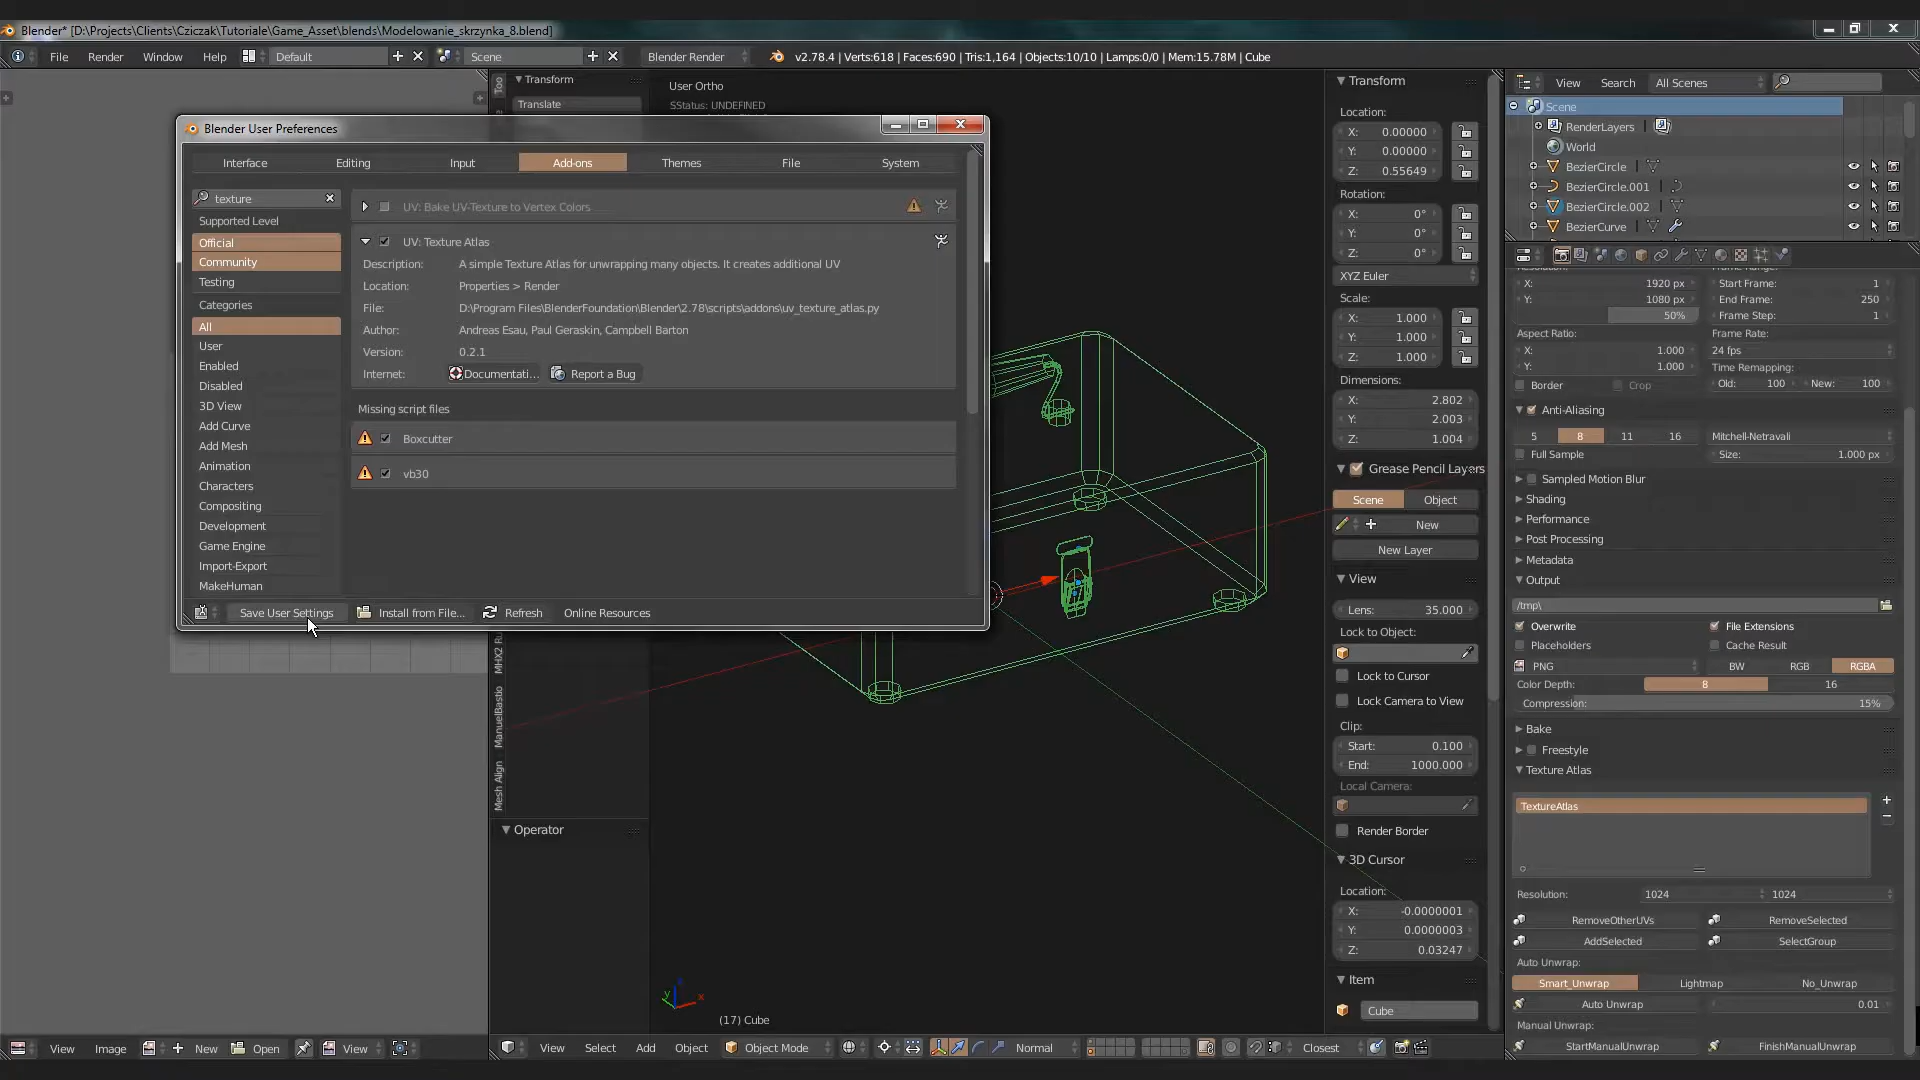 Blender* [D:\Projects\Clients\Cziczak\Tutoriale\Game_Asset\blends\Modelowanie_skrzynka_8.blend]
File Render Window Help Default Scene Blender Render v2.78.4 | Verts:618 | Faces:690 | Tris:1,164 | Objects:10/10 | Lamps:0/0 | Mem:15.78M | Cube
Transform
Translate
User Ortho
SStatus: UNDEFINED
Blender User Preferences
Interface Editing Input Add-ons Themes File System
texture
Supported Level
Official
Community
Testing
Categories
All
User
Enabled
Disabled
3D View
Add Curve
Add Mesh
Animation
Characters
Compositing
Development
Game Engine
Import-Export
MakeHuman
UV: Bake UV-Texture to Vertex Colors
UV: Texture Atlas
Description: A simple Texture Atlas for unwrapping many objects. It creates additional UV
Location: Properties > Render
File: D:\Program Files\BlenderFoundation\Blender\2.78\scripts\addons\uv_texture_atlas.py
Author: Andreas Esau, Paul Geraskin, Campbell Barton
Version: 0.2.1
Internet: Documentati... Report a Bug
Missing script files
Boxcutter
vb30
Save User Settings Install from File... Refresh Online Resources
MHX2 Ru
ManuelBastio
Mesh Align
Operator
(17) Cube
Transform
Location:
X: 0.00000
Y: 0.00000
Z: 0.55649
Rotation:
X: 0°
Y: 0°
Z: 0°
XYZ Euler
Scale:
X: 1.000
Y: 1.000
Z: 1.000
Dimensions:
X: 2.802
Y: 2.003
Z: 1.004
Grease Pencil Layers
Scene Object
New
New Layer
View
Lens: 35.000
Lock to Object:
Lock to Cursor
Lock Camera to View
Clip:
Start: 0.100
End: 1000.000
Local Camera:
Render Border
3D Cursor
Location:
X: -0.0000001
Y: 0.0000003
Z: 0.03247
Item
Cube
View Search All Scenes
Scene
RenderLayers
World
BezierCircle
BezierCircle.001
BezierCircle.002
BezierCurve
X: 1920 px Start Frame: 1
Y: 1080 px End Frame: 250
50% Frame Step: 1
Aspect Ratio: Frame Rate:
X: 1.000 24 fps
Y: 1.000 Time Remapping:
Border Crop Old: 100 New: 100
Anti-Aliasing
5 8 11 16 Mitchell-Netravali
Full Sample Size: 1.000 px
Sampled Motion Blur
Shading
Performance
Post Processing
Metadata
Output
/tmp\
Overwrite File Extensions
Placeholders Cache Result
PNG BW RGB RGBA
Color Depth: 8 16
Compression: 15%
Bake
Freestyle
Texture Atlas
TextureAtlas
Resolution: 1024 1024
RemoveOtherUVs RemoveSelected
AddSelected SelectGroup
Auto Unwrap:
Smart_Unwrap Lightmap No_Unwrap
Auto Unwrap 0.01
Manual Unwrap:
StartManualUnwrap FinishManualUnwrap
View Image New Open View
View Select Add Object Object Mode Normal Closest